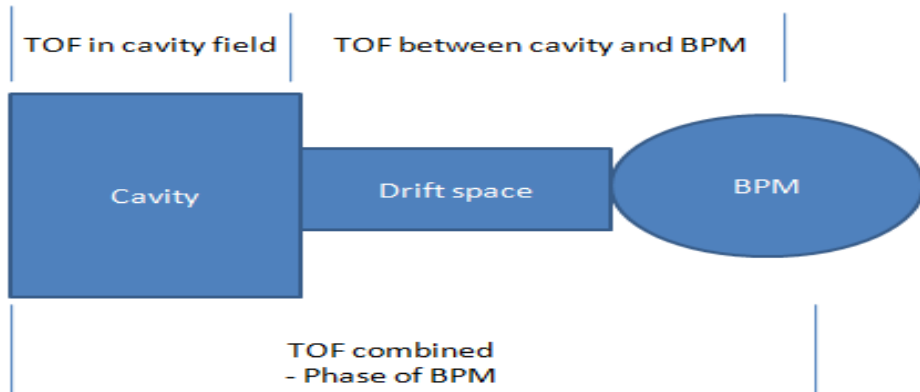 TOF in cavity field
TOF between cavity and BPM
Cavity
Drift space
BPM
TOF combined
- Phase of BPM